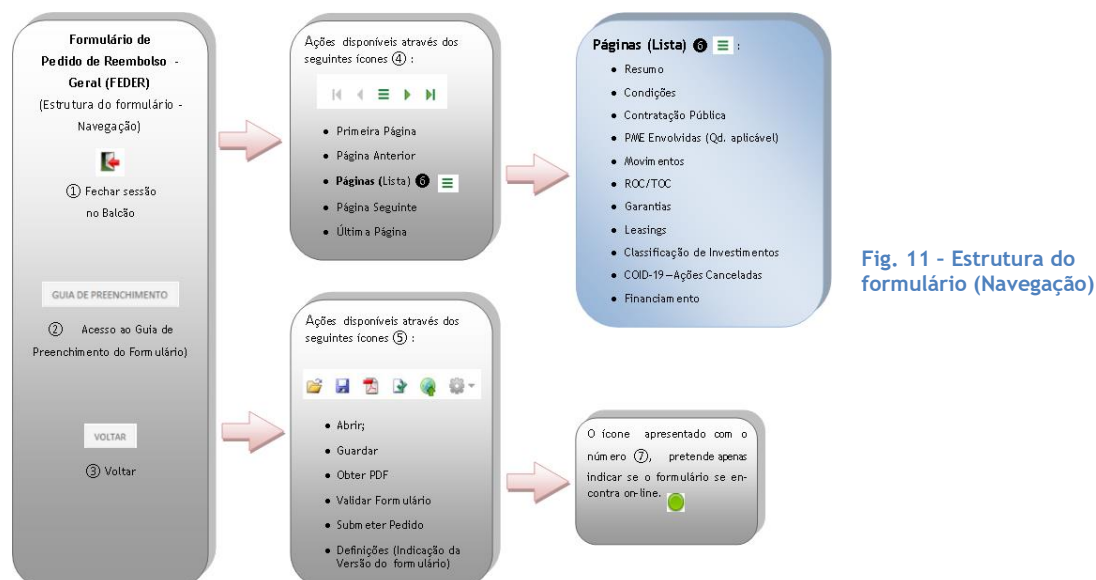 Formulário de
Pedido de Reembolso -
Geral (FEDER)
(Estrutura do formulário -
Navegação)
① Fechar sessão
no Balcão
GUIA DE PREENCHIMENTO
② Acesso ao Guia de
Preenchimento do Formulário)
VOLTAR
③ Voltar
Ações disponíveis através dos
seguintes ícones ④ :
• Primeira Página
• Página Anterior
• Páginas (Lista) ❻
• Página Seguinte
• Última Página
Ações disponíveis através dos
seguintes ícones ⑤ :
• Abrir;
• Guardar
• Obter PDF
• Validar Formulário
• Submeter Pedido
• Definições (Indicação da
Versão do formulário)
Páginas (Lista) ❻ :
• Resumo
• Condições
• Contratação Pública
• PME Envolvidas (Qd. aplicável)
• Movimentos
• ROC/TOC
• Garantias
• Leasings
• Classificação de Investimentos
• COID-19—Ações Canceladas
• Financiamento
O ícone apresentado com o
número ⑦, pretende apenas
indicar se o formulário se en-
contra on-line.
Fig. 11 – Estrutura do
formulário (Navegação)